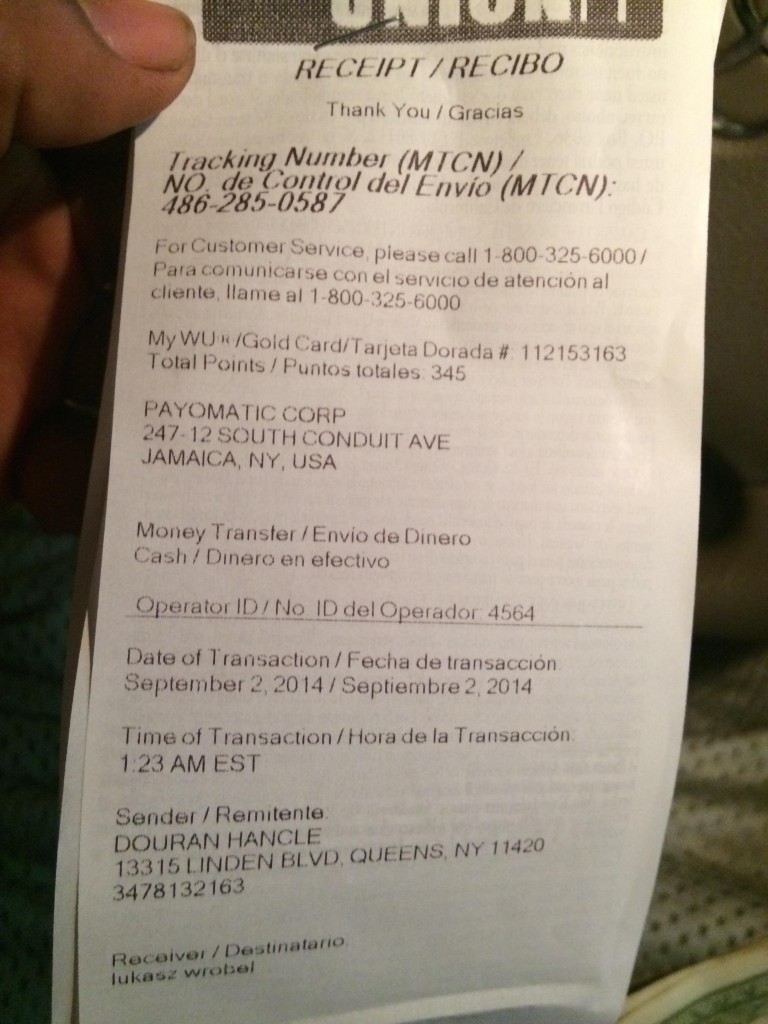 UNION
RECEIPT / RECIBO
Thank You / Gracias
Tracking Number (MTCN) /
NO. de Control del Envío (MTCN):
486-285-0587
For Customer Service, please call 1-800-325-6000 /
Para comunicarse con el servicio de atención al
cliente, llame al 1-800-325-6000
My WU /Gold Card/Tarjeta Dorada #: 112153163
Total Points / Puntos totales: 345
PAYOMATIC CORP
247-12 SOUTH CONDUIT AVE
JAMAICA, NY, USA
Money Transfer / Envío de Dinero
Cash / Dinero en efectivo
Operator ID / No. ID del Operador: 4564
Date of Transaction / Fecha de transacción:
September 2, 2014 / Septiembre 2, 2014
Time of Transaction / Hora de la Transacción:
1:23 AM EST
Sender / Remitente:
DOURAN HANCLE
13315 LINDEN BLVD, QUEENS, NY 11420
3478132163
Receiver / Destinatario:
lukasz wrobel